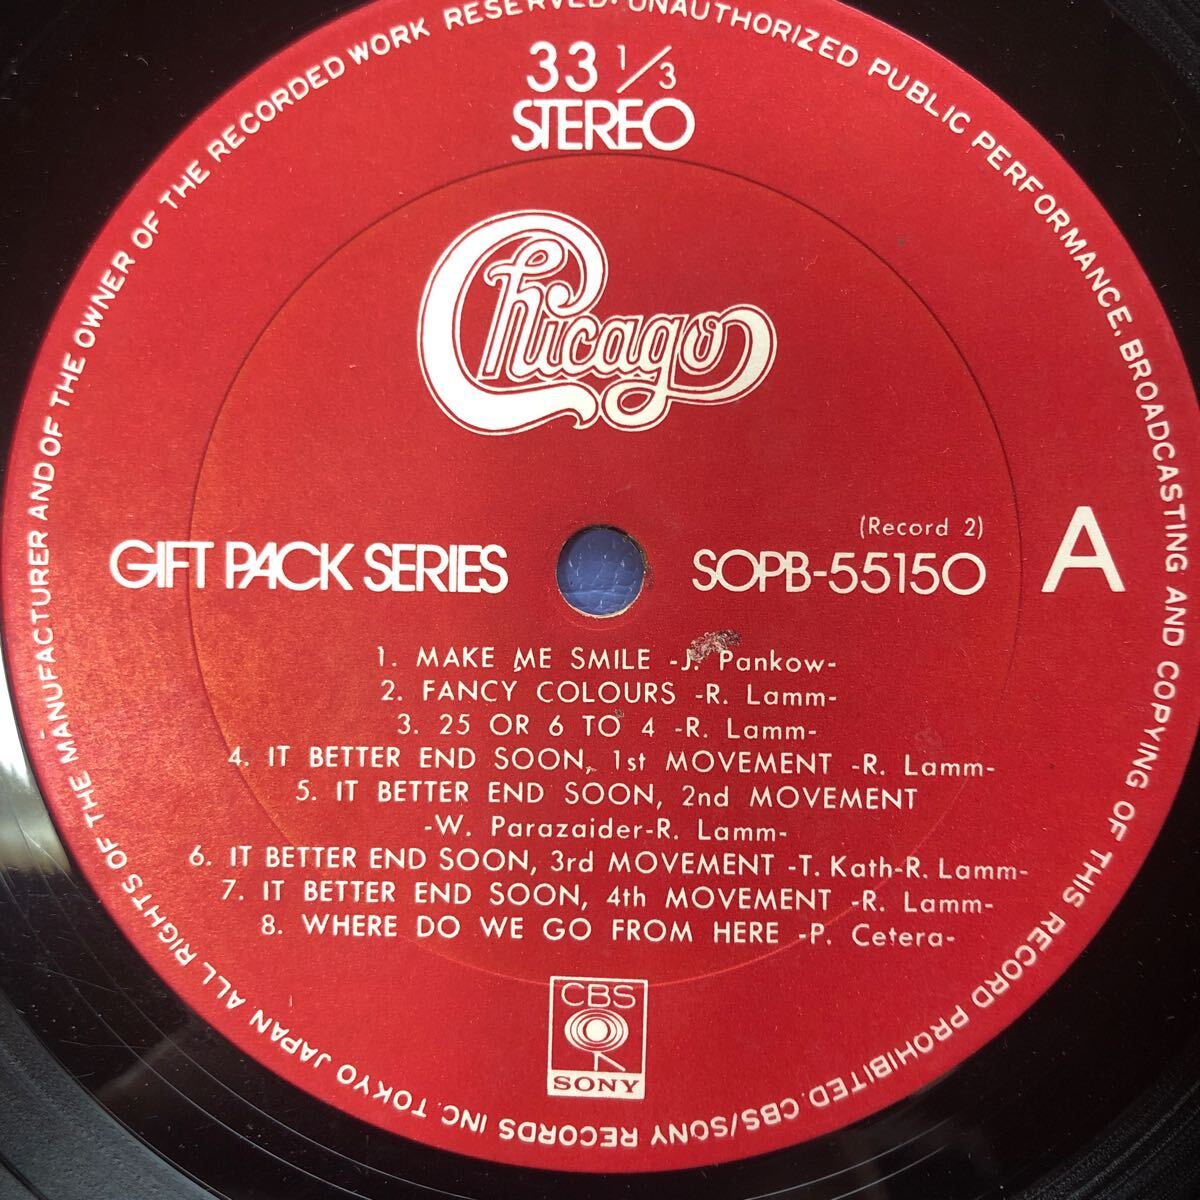 33 1/3
STEREO
Chicago
GIFT PACK SERIES
(Record 2)
SOPB-55150
A
1. MAKE ME SMILE -J. Pankow-
2. FANCY COLOURS -R. Lamm-
3. 25 OR 6 TO 4 -R. Lamm-
4. IT BETTER END SOON, 1st MOVEMENT -R. Lamm-
5. IT BETTER END SOON, 2nd MOVEMENT
-W. Parazaider-R. Lamm-
6. IT BETTER END SOON, 3rd MOVEMENT -T. Kath-R. Lamm-
7. IT BETTER END SOON, 4th MOVEMENT -R. Lamm-
8. WHERE DO WE GO FROM HERE -P. Cetera-
CBS
SONY
ALL RIGHTS OF THE MANUFACTURER AND OF THE OWNER OF THE RECORDED WORK RESERVED. UNAUTHORIZED PUBLIC PERFORMANCE, BROADCASTING AND COPYING OF THIS RECORD PROHIBITED. CBS/SONY RECORDS INC. TOKYO JAPAN